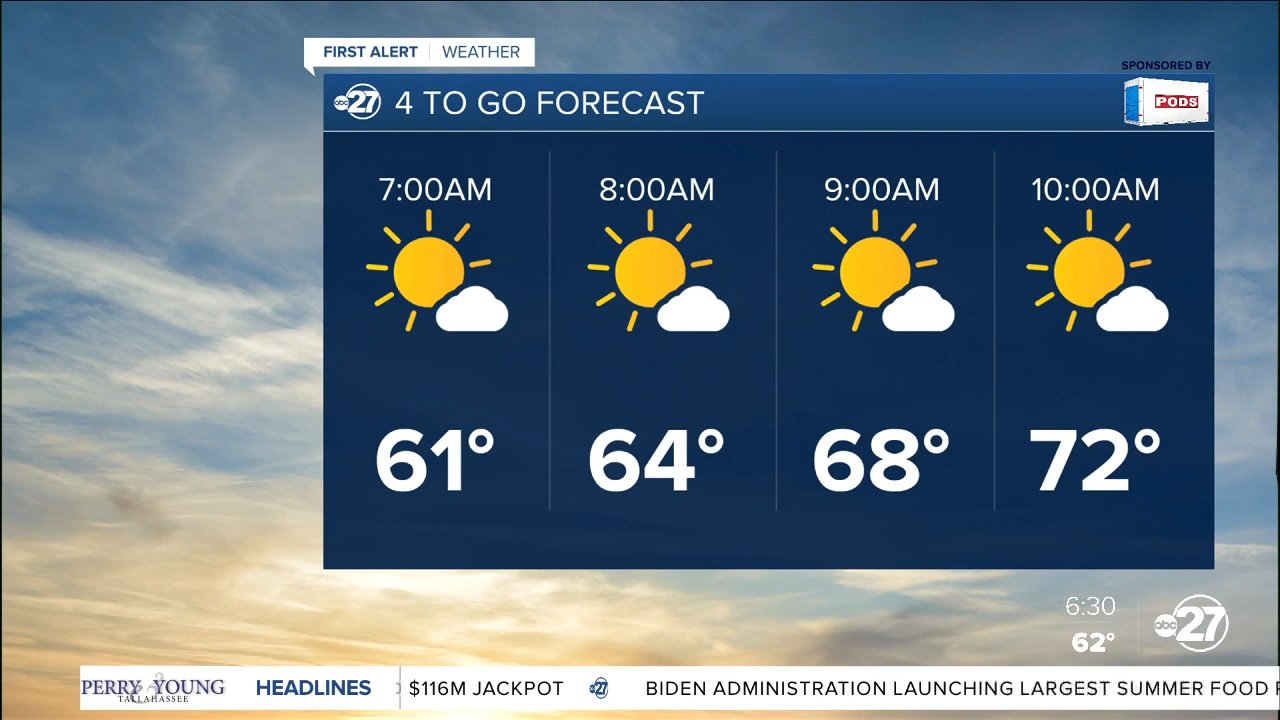 FIRST ALERT | WEATHER
SPONSORED BY
abc 27 4 TO GO FORECAST
PODS
7:00AM 8:00AM 9:00AM 10:00AM
61° 64° 68° 72°
6:30
62°
abc 27
PERRY & YOUNG
TALLAHASSEE
HEADLINES
$116M JACKPOT 27 BIDEN ADMINISTRATION LAUNCHING LARGEST SUMMER FOOD